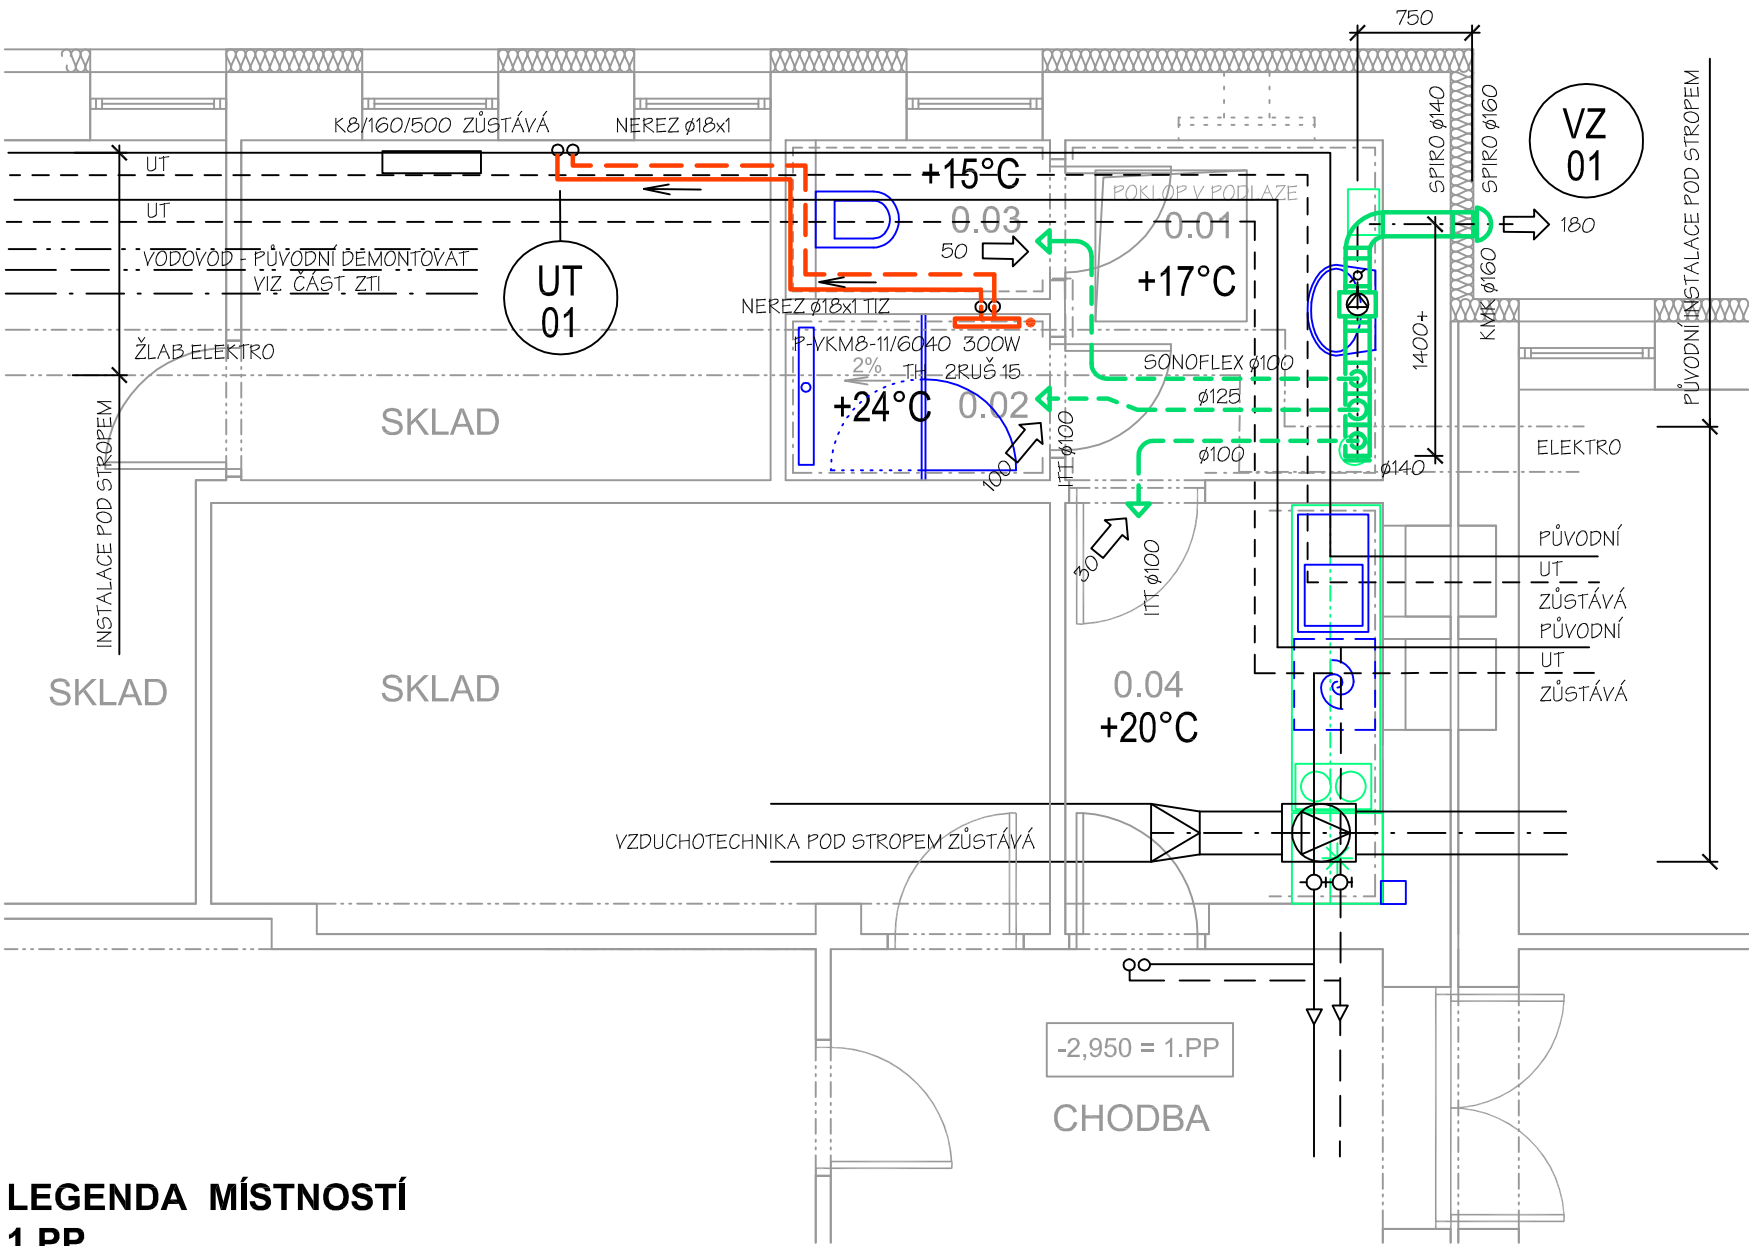 750
K8/160/500 ZŮSTÁVÁ
NEREZ ø18x1
SPIRO ø140
SPIRO ø160
VZ
01
PŮVODNÍ INSTALACE POD STROPEM
UT
+15°C
POKLOP V PODLAZE
0.03
0.01
UT
50
180
VODOVOD - PŮVODNÍ DEMONTOVAT
VIZ ČÁST ZTI
UT
01
+17°C
KMK ø160
NEREZ ø18x1 TIZ
1400+
ŽLAB ELEKTRO
P-VKM8-11/6040 300W
2%
TH 2RUŠ 15
SONOFLEX ø100
ø125
+24°C
0.02
SKLAD
INSTALACE POD STROPEM
100
ITT ø100
ø100
ø140
ELEKTRO
30
ITT ø100
PŮVODNÍ
UT
ZŮSTÁVÁ
PŮVODNÍ
UT
ZŮSTÁVÁ
SKLAD
SKLAD
0.04
+20°C
VZDUCHOTECHNIKA POD STROPEM ZŮSTÁVÁ
-2,950 = 1.PP
CHODBA
LEGENDA MÍSTNOSTÍ
1.PP